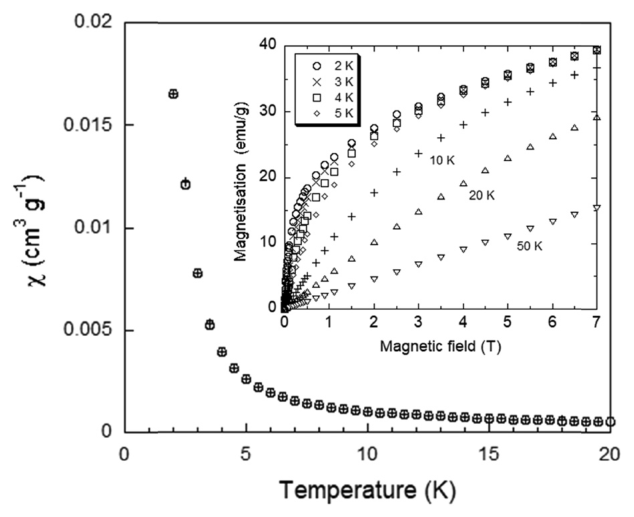 0.02
0.015
0.01
0.005
0
χ (cm³ g⁻¹)
0 5 10 15 20
Temperature (K)
40
30
20
10
0
Magnetisation (emu/g)
2 K
3 K
4 K
5 K
10 K
20 K
50 K
0 1 2 3 4 5 6 7
Magnetic field (T)